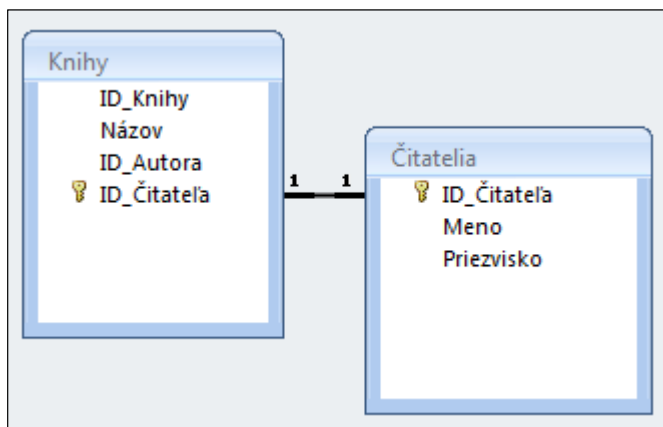 Knihy
ID_Knihy
Názov
ID_Autora
ID_Čitateľa
1 1
Čitatelia
ID_Čitateľa
Meno
Priezvisko